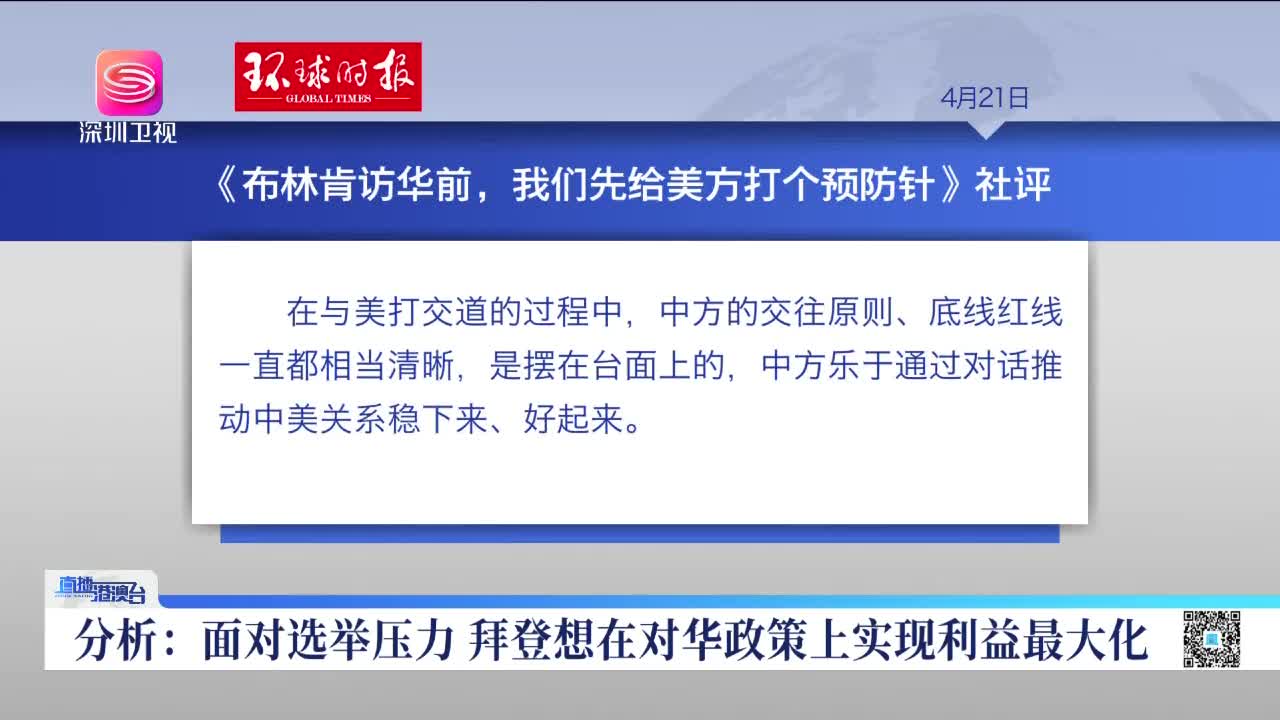 环球时报
GLOBAL TIMES
深圳卫视
4月21日
《布林肯访华前，我们先给美方打个预防针》社评
在与美打交道的过程中，中方的交往原则、底线红线
一直都相当清晰，是摆在台面上的，中方乐于通过对话推
动中美关系稳下来、好起来。
直播港澳台
分析：面对选举压力 拜登想在对华政策上实现利益最大化